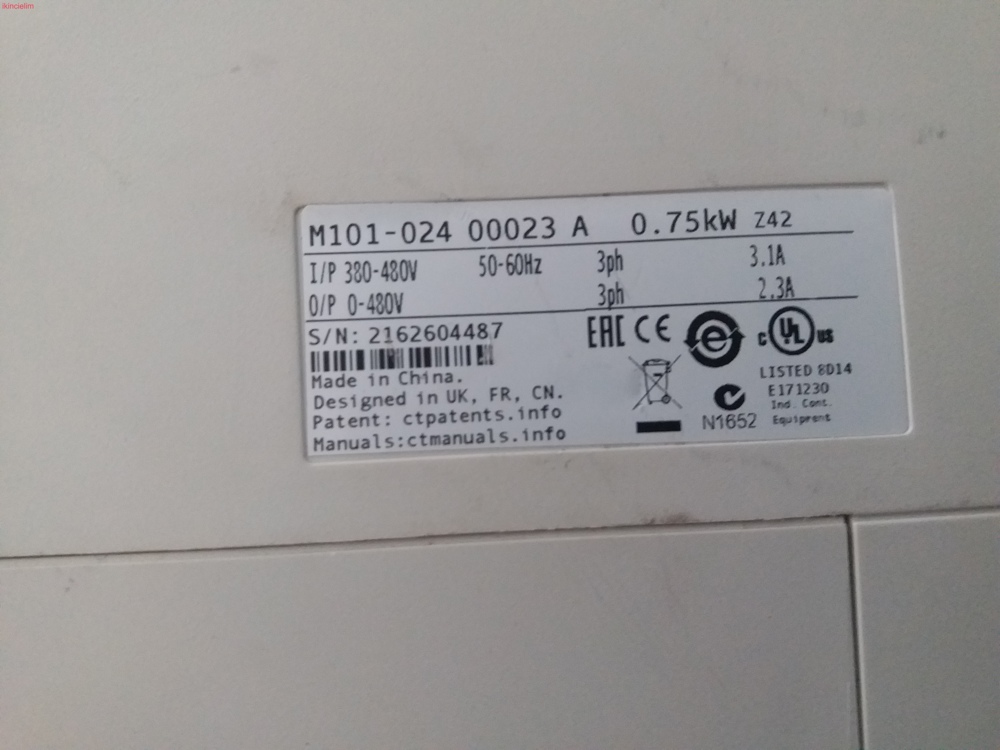 ikincielim
M101-024 00023 A 0.75kW Z42
I/P 380-480V 50-60Hz 3ph 3.1A
O/P 0-480V 3ph 2.3A
S/N: 2162604487
EAC CE e c UL us
Made in China.
Designed in UK, FR, CN.
Patent: ctpatents.info
Manuals:ctmanuals.info
N1652
LISTED 8D14
E171230
Ind. Cont.
Equipment